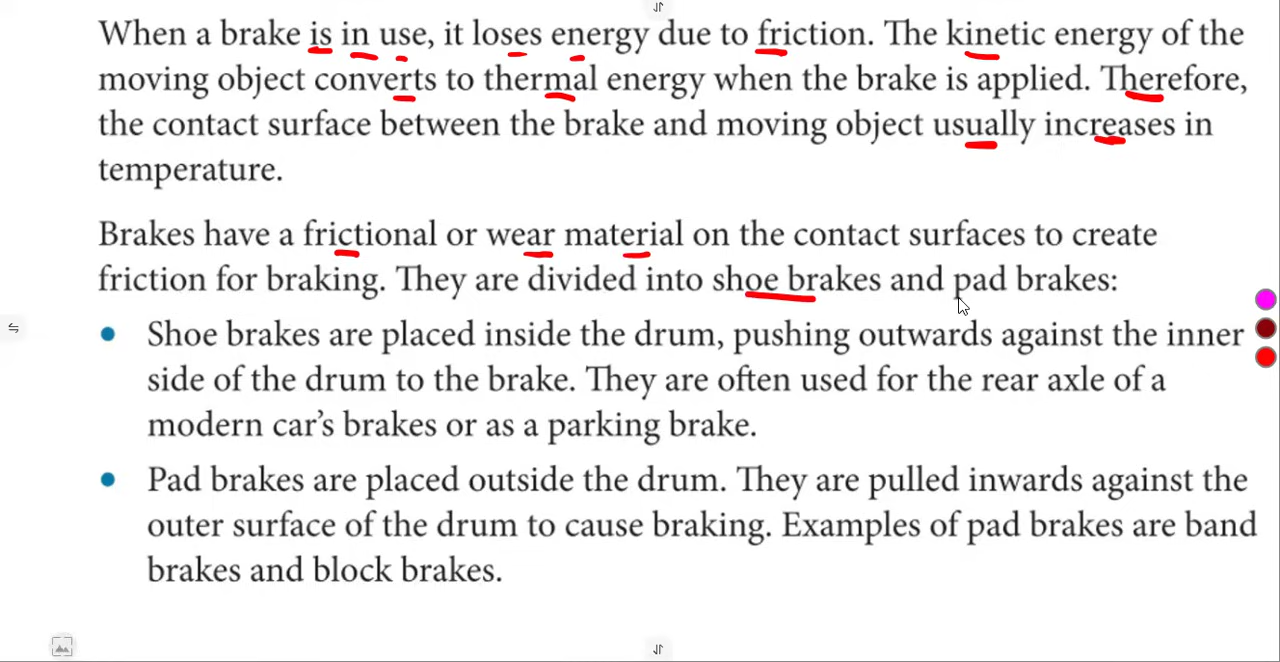 When a brake is in use, it loses energy due to friction. The kinetic energy of the
moving object converts to thermal energy when the brake is applied. Therefore,
the contact surface between the brake and moving object usually increases in
temperature.
Brakes have a frictional or wear material on the contact surfaces to create
friction for braking. They are divided into shoe brakes and pad brakes:
• Shoe brakes are placed inside the drum, pushing outwards against the inner
side of the drum to the brake. They are often used for the rear axle of a
modern car’s brakes or as a parking brake.
• Pad brakes are placed outside the drum. They are pulled inwards against the
outer surface of the drum to cause braking. Examples of pad brakes are band
brakes and block brakes.